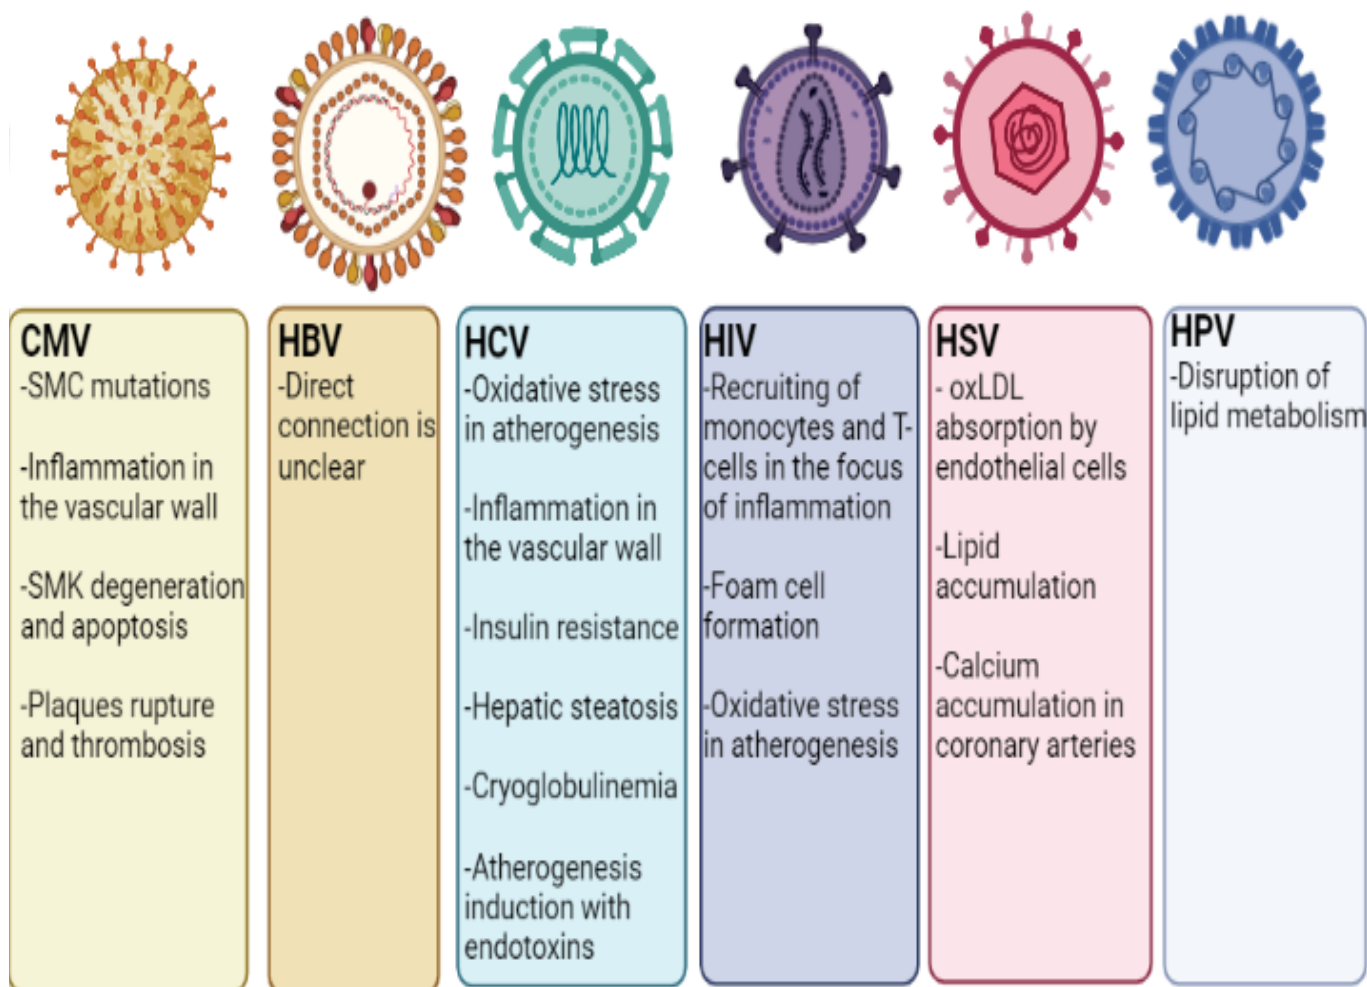 CMV
-SMC mutations
-Inflammation in
the vascular wall
-SMK degeneration
and apoptosis
-Plaques rupture
and thrombosis
HBV
-Direct
connection is
unclear
HCV
-Oxidative stress
in atherogenesis
-Inflammation in
the vascular wall
-Insulin resistance
-Hepatic steatosis
-Cryoglobulinemia
-Atherogenesis
induction with
endotoxins
HIV
-Recruiting of
monocytes and T-
cells in the focus
of inflammation
-Foam cell
formation
-Oxidative stress
in atherogenesis
HSV
- oxLDL
absorption by
endothelial cells
-Lipid
accumulation
-Calcium
accumulation in
coronary arteries
HPV
-Disruption of
lipid metabolism